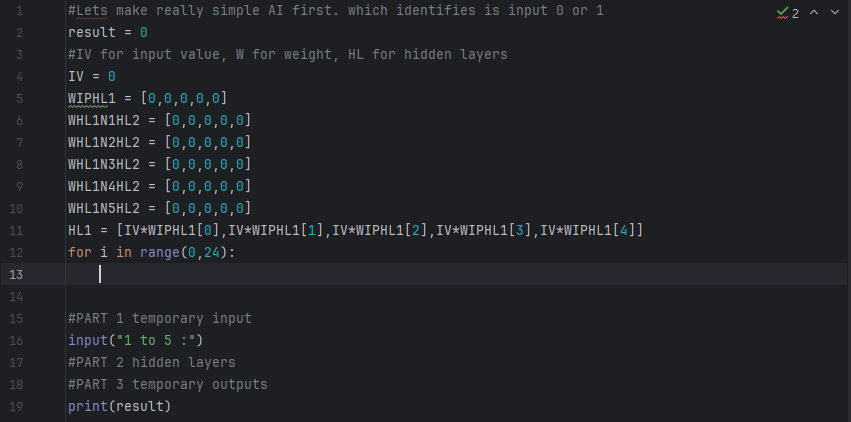 1 #Lets make really simple AI first. which identifies is input 0 or 1
2 result = 0
3 #IV for input value, W for weight, HL for hidden layers
4 IV = 0
5 WIPHL1 = [0,0,0,0,0]
6 WHL1N1HL2 = [0,0,0,0,0]
7 WHL1N2HL2 = [0,0,0,0,0]
8 WHL1N3HL2 = [0,0,0,0,0]
9 WHL1N4HL2 = [0,0,0,0,0]
10 WHL1N5HL2 = [0,0,0,0,0]
11 HL1 = [IV*WIPHL1[0],IV*WIPHL1[1],IV*WIPHL1[2],IV*WIPHL1[3],IV*WIPHL1[4]]
12 for i in range(0,24):
13
14
15 #PART 1 temporary input
16 input("1 to 5 :")
17 #PART 2 hidden layers
18 #PART 3 temporary outputs
19 print(result)
2